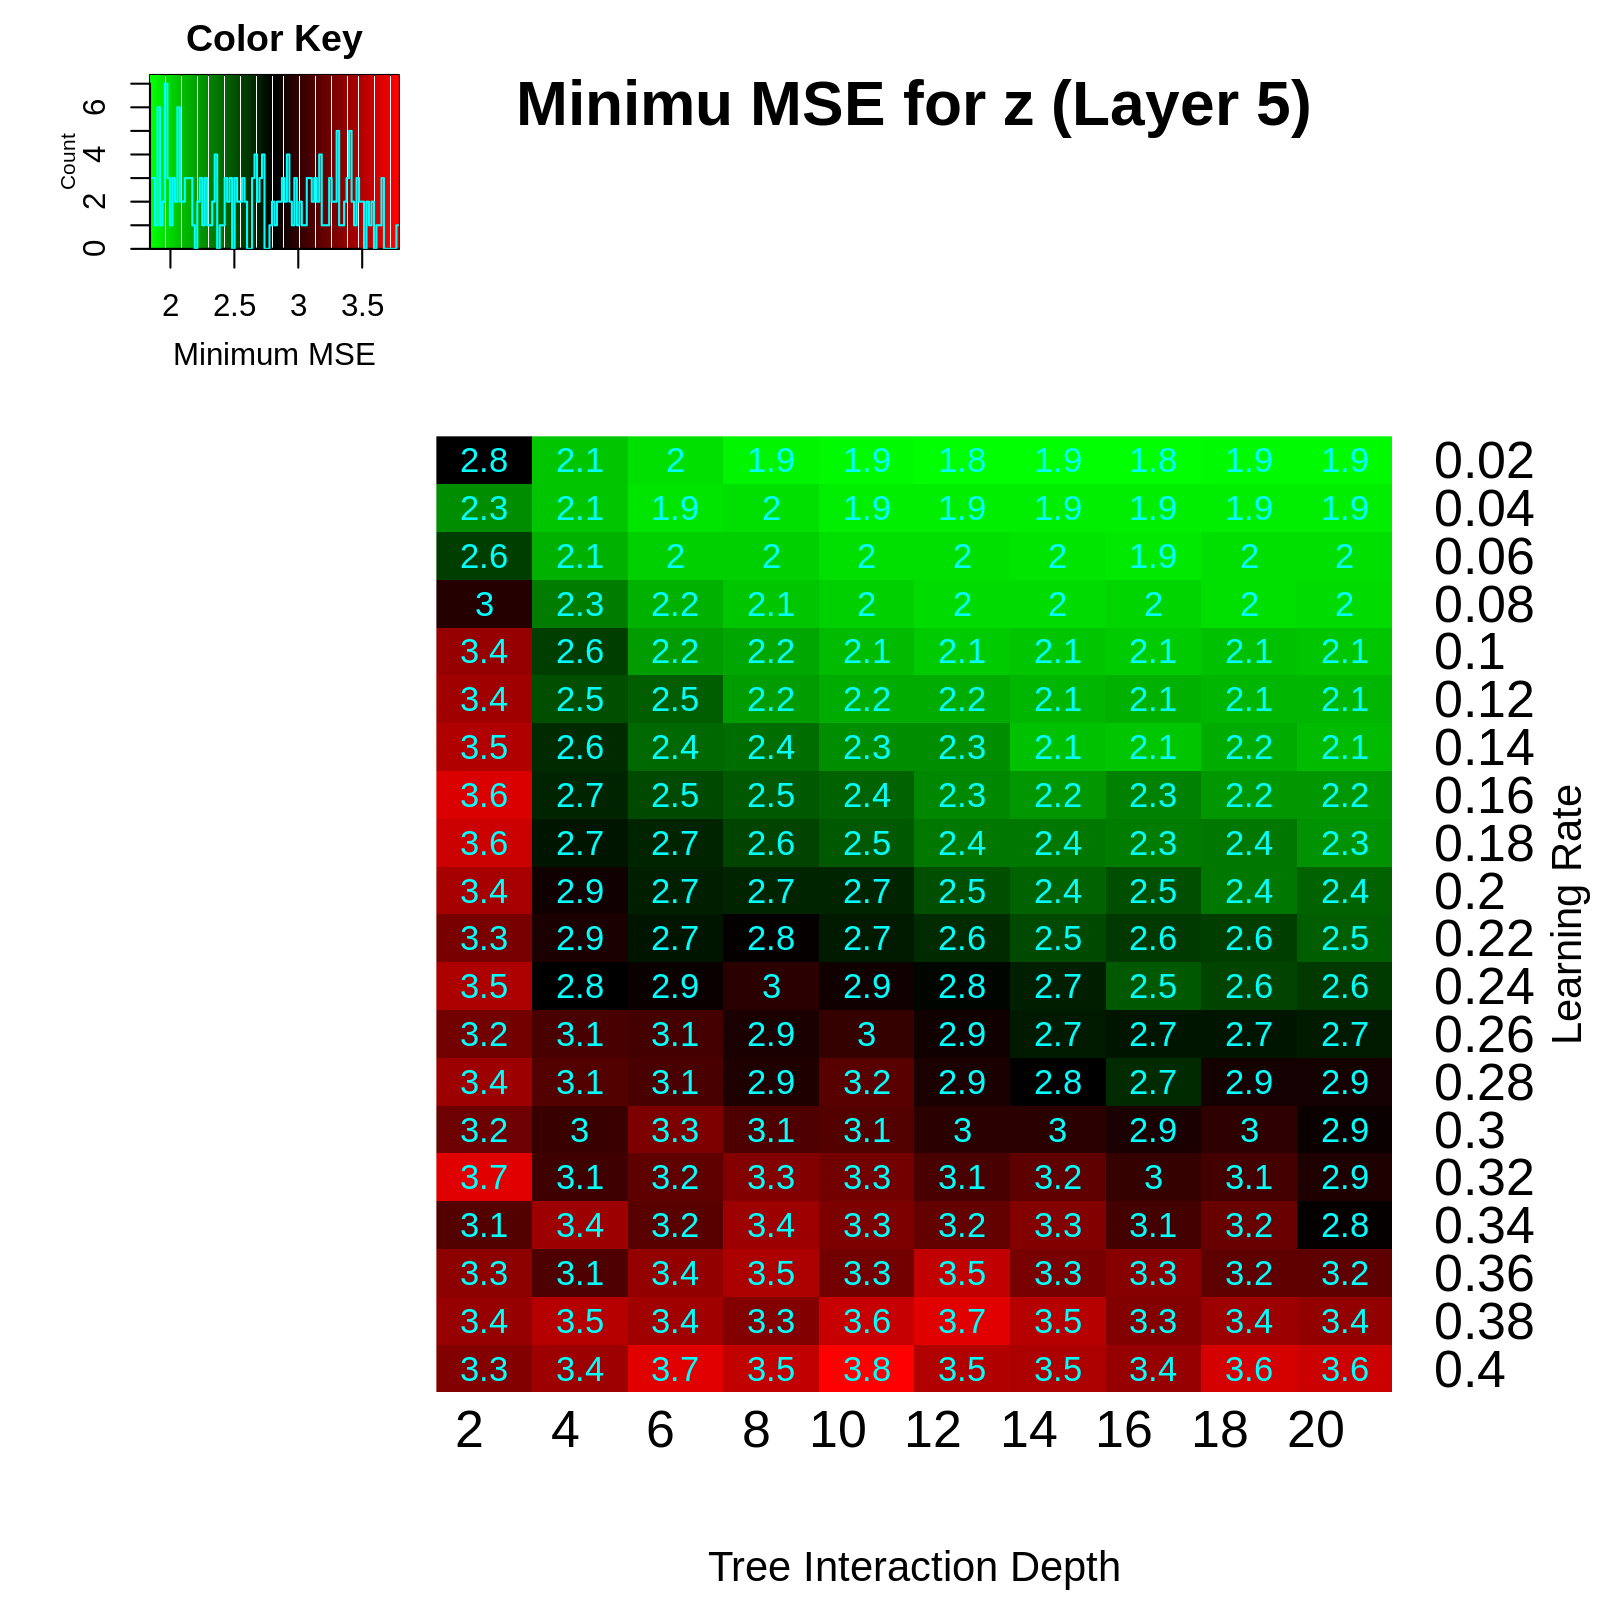 Color Key
Minimu MSE for z (Layer 5)
Count
0 2 4 6
2 2.5 3 3.5
Minimum MSE
2.8 2.1 2 1.9 1.9 1.8 1.9 1.8 1.9 1.9 0.02
2.3 2.1 1.9 2 1.9 1.9 1.9 1.9 1.9 1.9 0.04
2.6 2.1 2 2 2 2 2 1.9 2 2 0.06
3 2.3 2.2 2.1 2 2 2 2 2 2 0.08
3.4 2.6 2.2 2.2 2.1 2.1 2.1 2.1 2.1 2.1 0.1
3.4 2.5 2.5 2.2 2.2 2.2 2.1 2.1 2.1 2.1 0.12
3.5 2.6 2.4 2.4 2.3 2.3 2.1 2.1 2.2 2.1 0.14
3.6 2.7 2.5 2.5 2.4 2.3 2.2 2.3 2.2 2.2 0.16
3.6 2.7 2.7 2.6 2.5 2.4 2.4 2.3 2.4 2.3 0.18
3.4 2.9 2.7 2.7 2.7 2.5 2.4 2.5 2.4 2.4 0.2
3.3 2.9 2.7 2.8 2.7 2.6 2.5 2.6 2.6 2.5 0.22
3.5 2.8 2.9 3 2.9 2.8 2.7 2.5 2.6 2.6 0.24
3.2 3.1 3.1 2.9 3 2.9 2.7 2.7 2.7 2.7 0.26
3.4 3.1 3.1 2.9 3.2 2.9 2.8 2.7 2.9 2.9 0.28
3.2 3 3.3 3.1 3.1 3 3 2.9 3 2.9 0.3
3.7 3.1 3.2 3.3 3.3 3.1 3.2 3 3.1 2.9 0.32
3.1 3.4 3.2 3.4 3.3 3.2 3.3 3.1 3.2 2.8 0.34
3.3 3.1 3.4 3.5 3.3 3.5 3.3 3.3 3.2 3.2 0.36
3.4 3.5 3.4 3.3 3.6 3.7 3.5 3.3 3.4 3.4 0.38
3.3 3.4 3.7 3.5 3.8 3.5 3.5 3.4 3.6 3.6 0.4
Learning Rate
2 4 6 8 10 12 14 16 18 20
Tree Interaction Depth